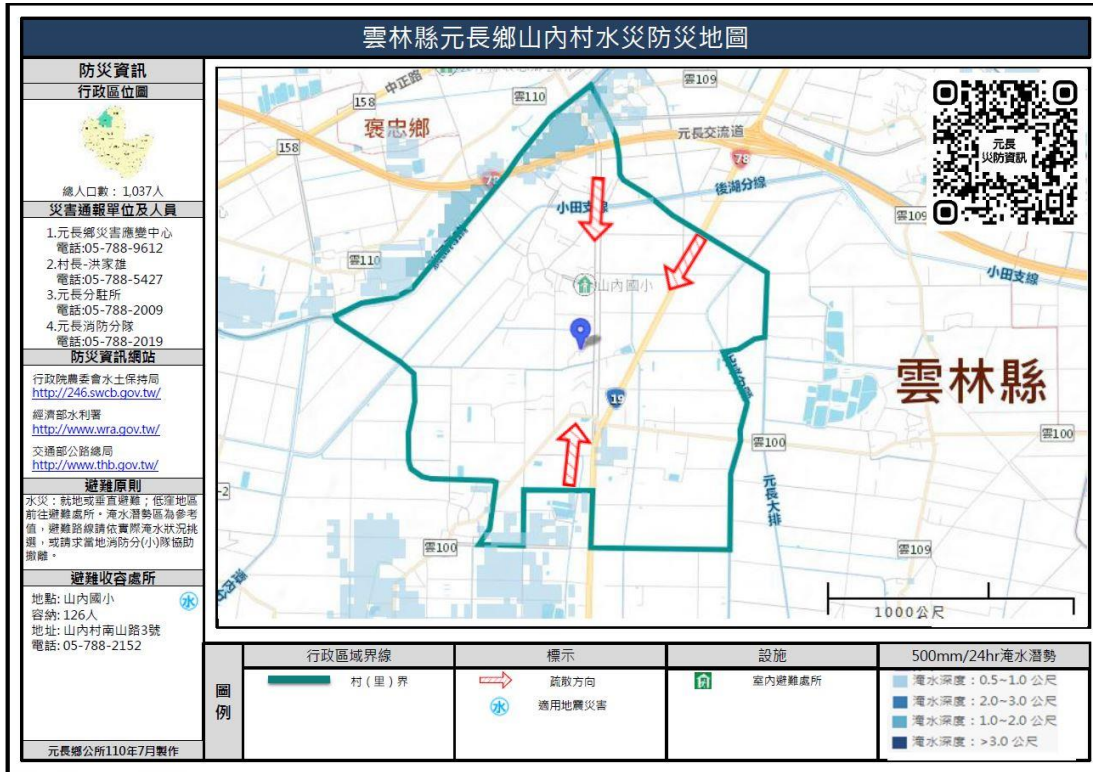 雲林縣元長鄉山內村水災防災地圖
防災資訊
行政區位圖
總人口數：1,037人
災害通報單位及人員
1.元長鄉災害應變中心
電話:05-788-9612
2.村長-洪家雄
電話:05-788-5427
3.元長分駐所
電話:05-788-2009
4.元長消防分隊
電話:05-788-2019
防災資訊網站
行政院農委會水土保持局
http://246.swcb.gov.tw/
經濟部水利署
http://www.wra.gov.tw/
交通部公路總局
http://www.thb.gov.tw/
避難原則
水災：就地或垂直避難；低窪地區
前往避難處所。淹水潛勢區為參考
值，避難路線請依實際淹水狀況挑
選，或請求當地消防分(小)隊協助
撤離。
避難收容處所
地點: 山內國小
水
容納: 126人
地址: 山內村南山路3號
電話: 05-788-2152
元長鄉公所110年7月製作
中正路
158
雲110
雲109
褒忠鄉
158
元長交流道
78
78
後湖分線
小田支線
雲109
雲110
小田支線
山內國小
雲林縣
19
雲100
雲100
-2
元長大排
雲100
雲109
元長
災防資訊
1000公尺
圖例
行政區域界線
村（里）界
標示
疏散方向
水
適用地震災害
設施
室內避難處所
500mm/24hr淹水潛勢
淹水深度：0.5~1.0 公尺
淹水深度：2.0~3.0 公尺
淹水深度：1.0~2.0 公尺
淹水深度：>3.0 公尺